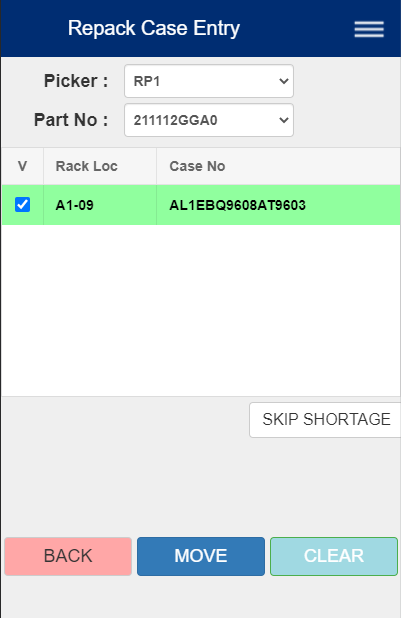 Repack Case Entry
Picker : RP1
Part No : 211112GGA0
V Rack Loc Case No
A1-09 AL1EBQ9608AT9603
SKIP SHORTAGE
BACK MOVE CLEAR